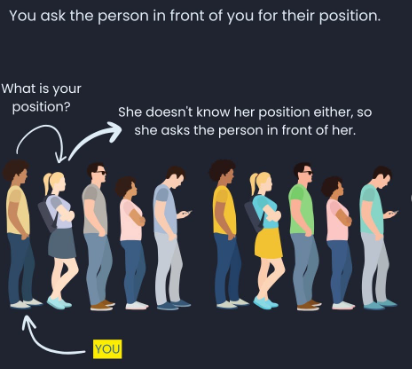 You ask the person in front of you for their position.
What is your
position?
She doesn't know her position either, so
she asks the person in front of her.
YOU